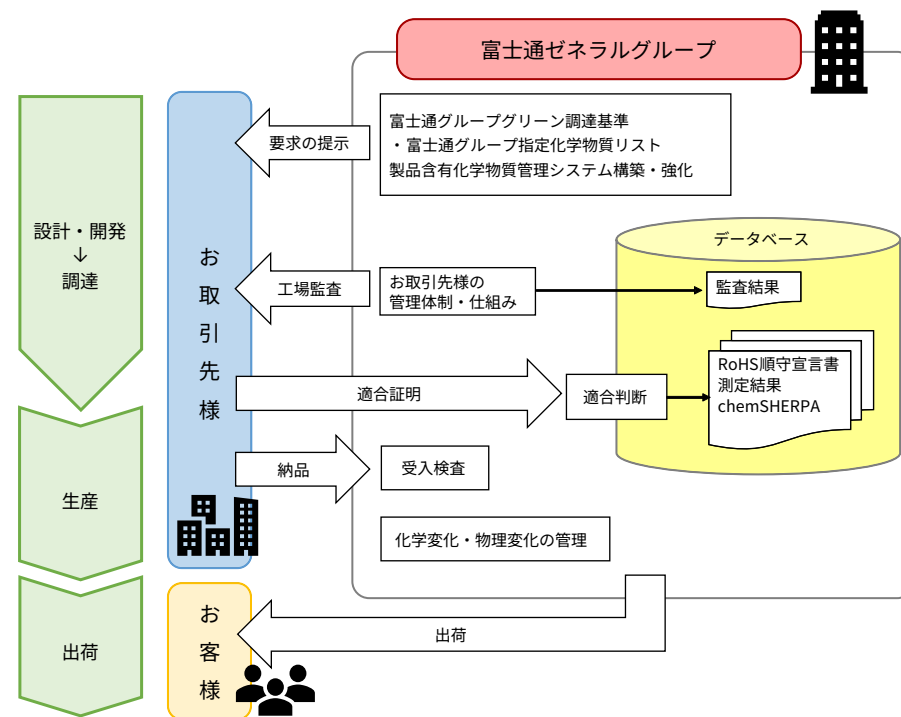 富士通ゼネラルグループ
設計・開発
↓
調達
生産
出荷
お取引先様
お客様
要求の提示
富士通グループグリーン調達基準
・富士通グループ指定化学物質リスト
製品含有化学物質管理システム構築・強化
工場監査
お取引先様の
管理体制・仕組み
データベース
監査結果
適合証明
適合判断
RoHS順守宣言書
測定結果
chemSHERPA
納品
受入検査
化学変化・物理変化の管理
出荷